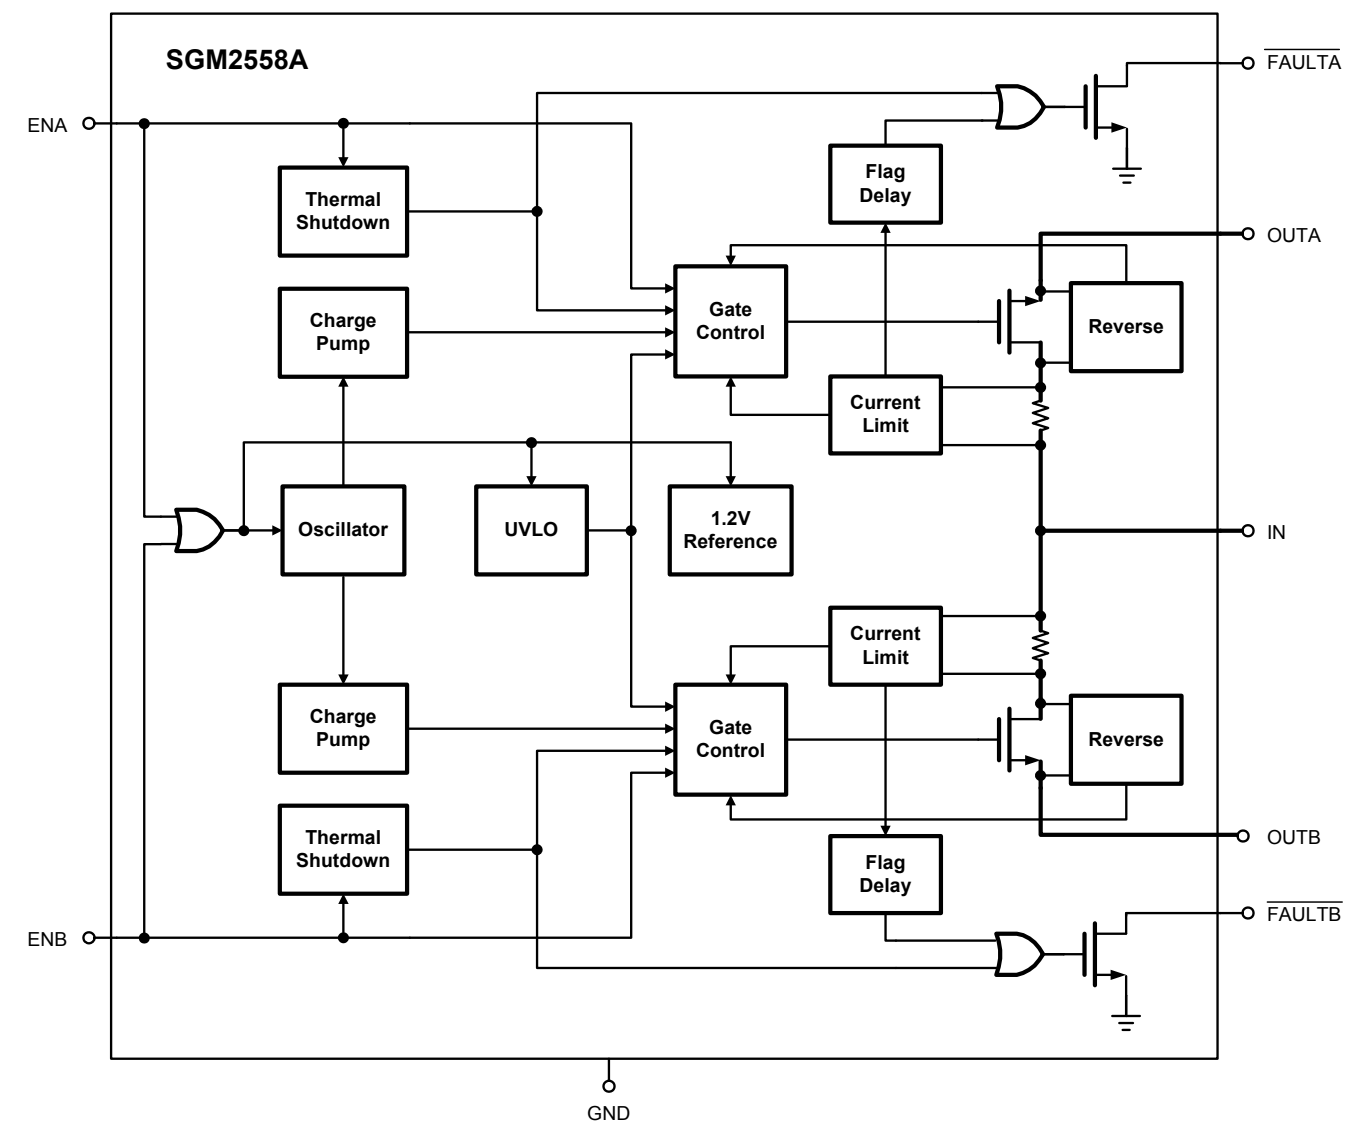 SGM2558A
FAULTA
ENA
Flag
Delay
Thermal
Shutdown
OUTA
Charge
Pump
Gate
Control
Reverse
Current
Limit
Oscillator
UVLO
1.2V
Reference
IN
Current
Limit
Charge
Pump
Gate
Control
Reverse
Thermal
Shutdown
OUTB
Flag
Delay
FAULTB
ENB
GND